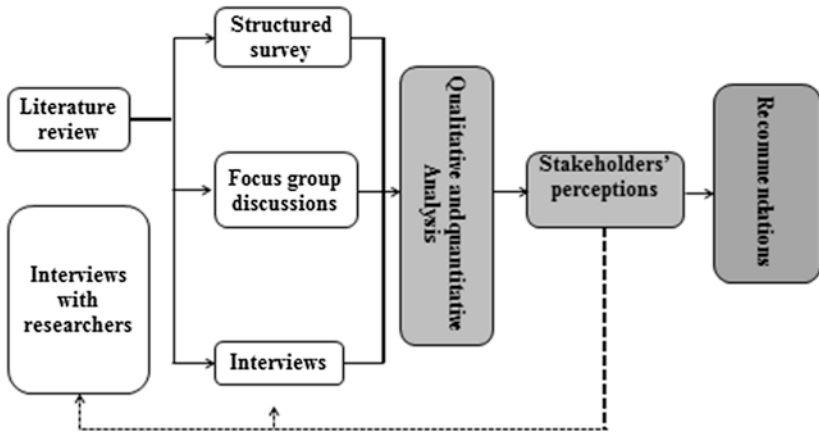 Structured
survey
Literature
review
Focus group
discussions
Interviews
with
researchers
Interviews
Qualitative and quantitative
Analysis
Stakeholders’
perceptions
Recommendations